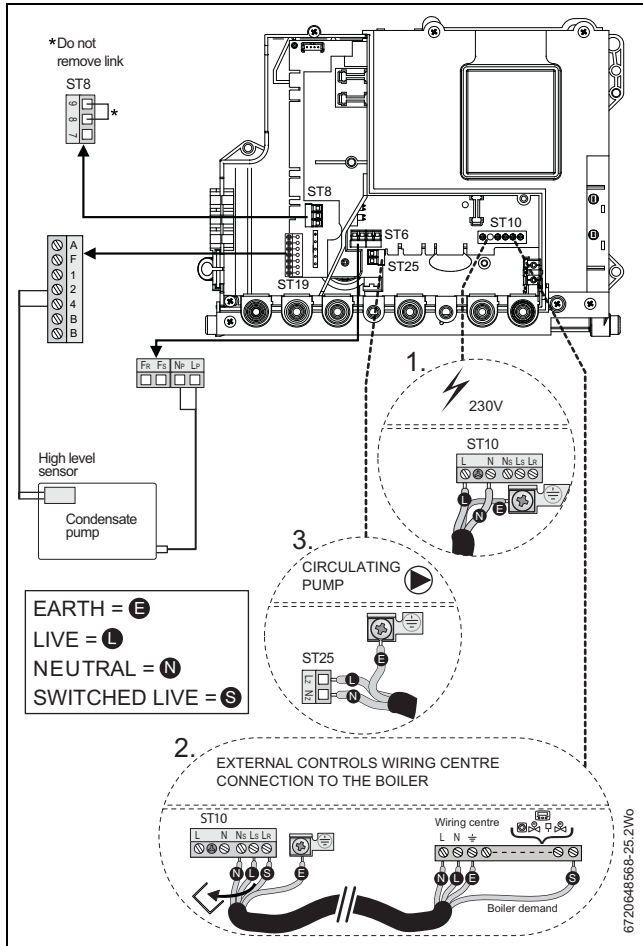 *Do not
remove link
ST8
9
8
7
*
ST8
ST6
ST10
ST25
ST19
A
F
1
2
4
B
B
FR FS NP LP
High level
sensor
Condensate
pump
1.
230V
ST10
L N NS LS LR
L
N
E
3.
CIRCULATING
PUMP
ST25
LZ
NZ
E
L
N
EARTH = E
LIVE = L
NEUTRAL = N
SWITCHED LIVE = S
2.
EXTERNAL CONTROLS WIRING CENTRE
CONNECTION TO THE BOILER
ST10
L N NS LS LR
N L S E
Wiring centre
L N
N L E S
Boiler demand
6720648568-25.2Wo